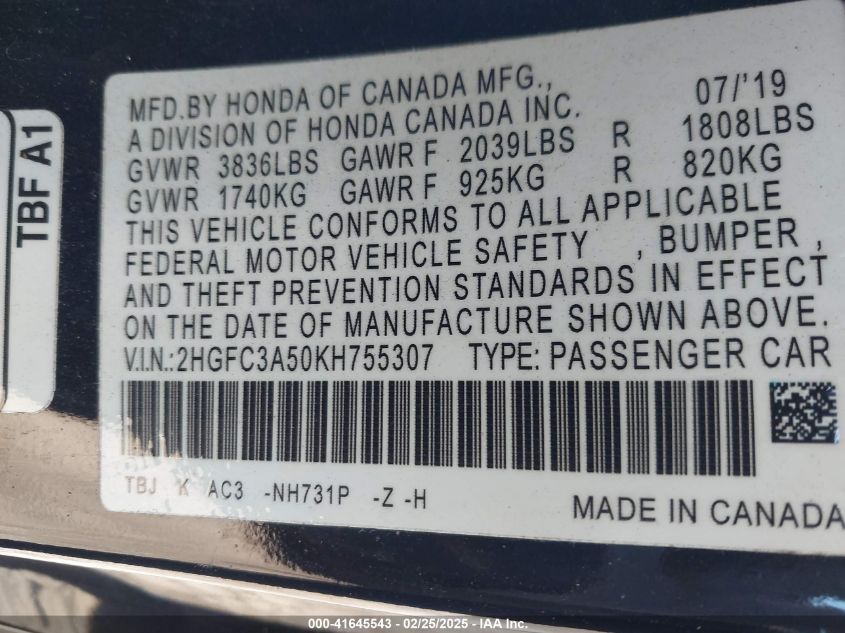 TBF A1
MFD.BY HONDA OF CANADA MFG., 07/'19
A DIVISION OF HONDA CANADA INC.
GVWR 3836LBS GAWR F 2039LBS R 1808LBS
GVWR 1740KG GAWR F 925KG R 820KG
THIS VEHICLE CONFORMS TO ALL APPLICABLE
FEDERAL MOTOR VEHICLE SAFETY , BUMPER ,
AND THEFT PREVENTION STANDARDS IN EFFECT
ON THE DATE OF MANUFACTURE SHOWN ABOVE.
V.I.N.:2HGFC3A50KH755307 TYPE: PASSENGER CAR
TBJ K AC3 -NH731P -Z -H
MADE IN CANADA
000-41645543 - 02/25/2025 - IAA Inc.